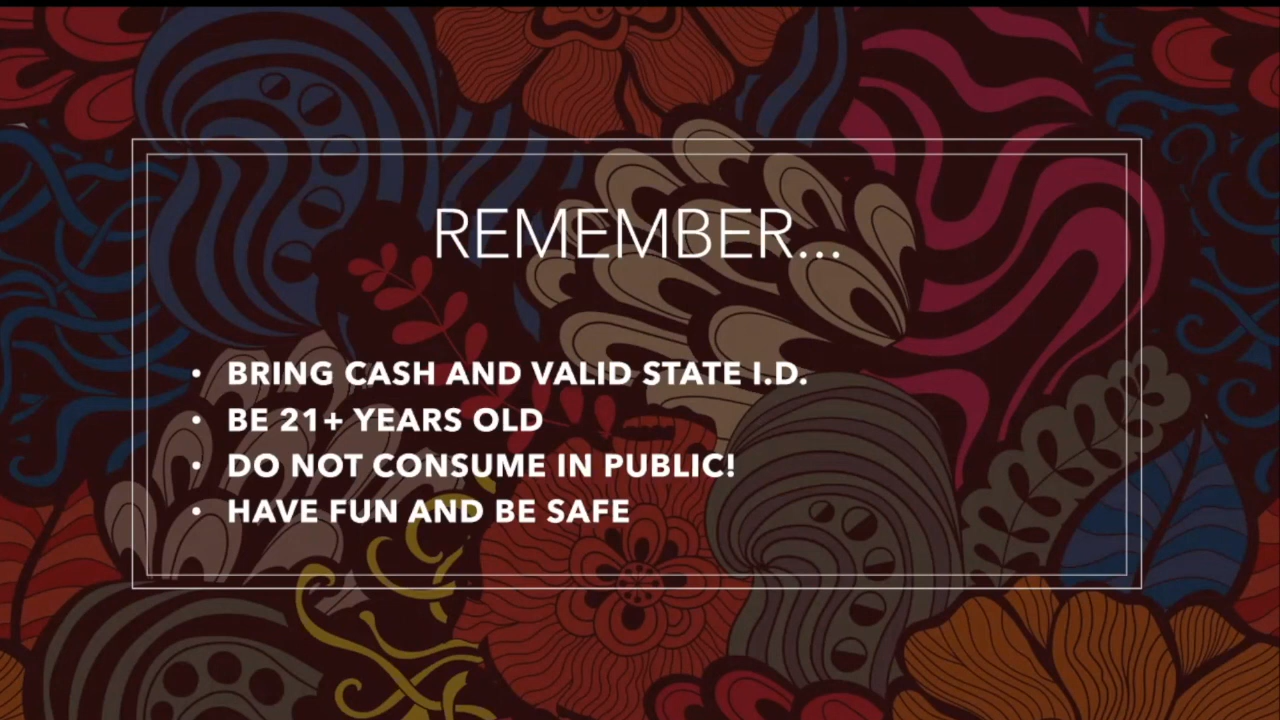 REMEMBER...
• BRING CASH AND VALID STATE I.D.
• BE 21+ YEARS OLD
• DO NOT CONSUME IN PUBLIC!
• HAVE FUN AND BE SAFE